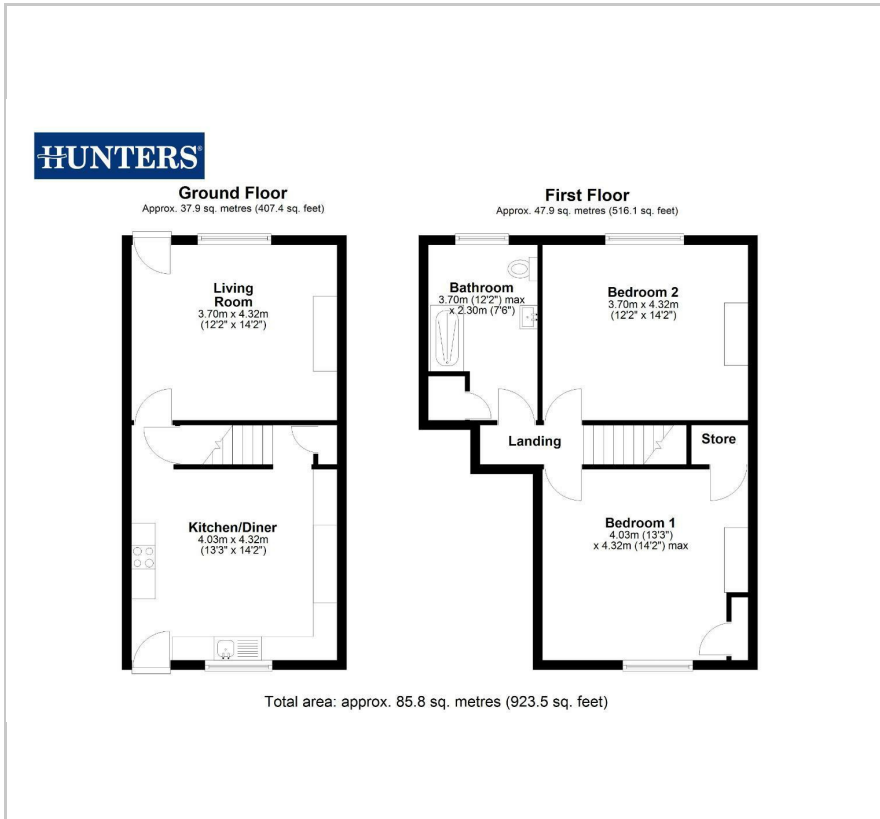 HUNTERS®
Ground Floor
Approx. 37.9 sq. metres (407.4 sq. feet)
Living
Room
3.70m x 4.32m
(12'2" x 14'2")
Kitchen/Diner
4.03m x 4.32m
(13'3" x 14'2")
First Floor
Approx. 47.9 sq. metres (516.1 sq. feet)
Bathroom
3.70m (12'2") max
x 2.30m (7'6")
Bedroom 2
3.70m x 4.32m
(12'2" x 14'2")
Landing
Store
Bedroom 1
4.03m (13'3")
x 4.32m (14'2") max
Total area: approx. 85.8 sq. metres (923.5 sq. feet)